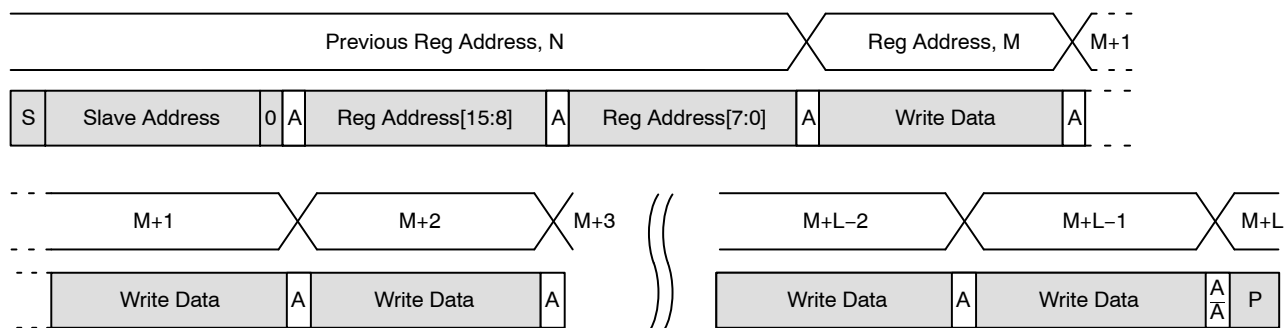 Previous Reg Address, N Reg Address, M M+1
S Slave Address 0 A Reg Address[15:8] A Reg Address[7:0] A Write Data A
M+1 M+2 M+3 M+L−2 M+L−1 M+L
Write Data A Write Data A Write Data A Write Data A/A̅ P